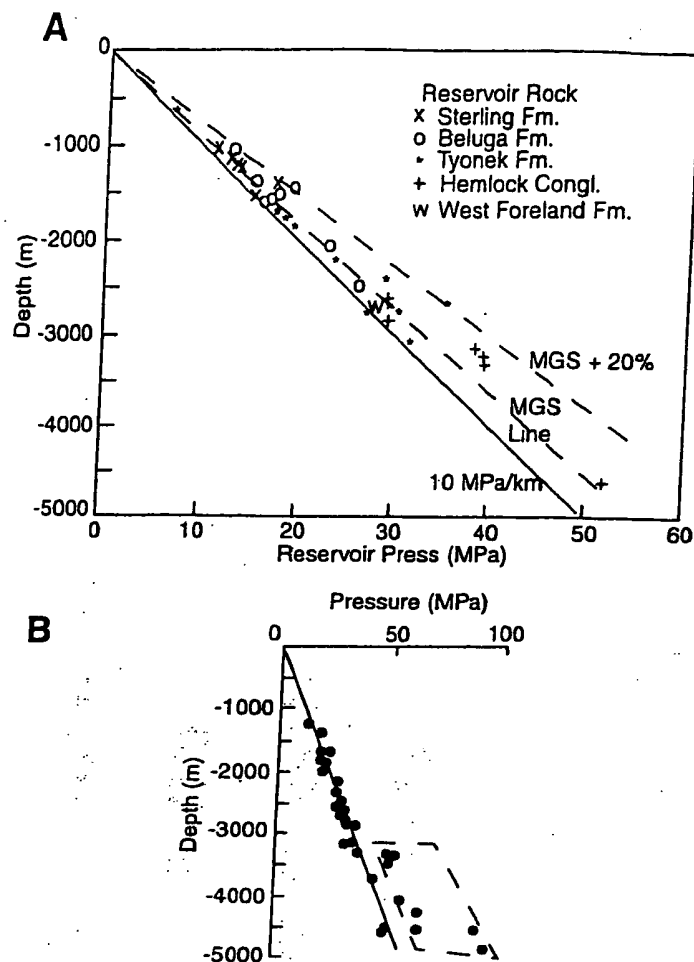 A
0
-1000
-2000
-3000
-4000
-5000
Depth (m)
Reservoir Rock
x Sterling Fm.
o Beluga Fm.
* Tyonek Fm.
+ Hemlock Congl.
w West Foreland Fm.
MGS + 20%
MGS
Line
10 MPa/km
0 10 20 30 40 50 60
Reservoir Press (MPa)
B
Pressure (MPa)
0 50 100
-1000
-2000
-3000
-4000
-5000
Depth (m)